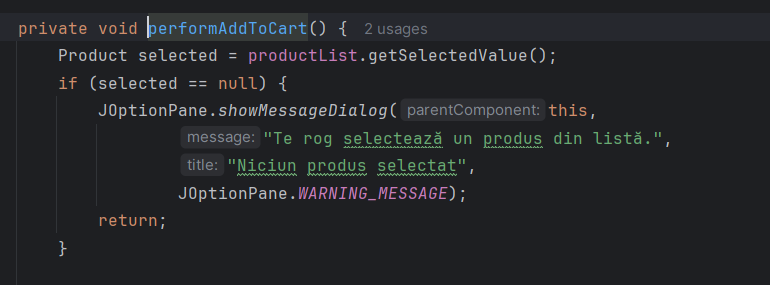 private void performAddToCart() { 2 usages
Product selected = productList.getSelectedValue();
if (selected == null) {
JOptionPane.showMessageDialog( parentComponent: this,
message: "Te rog selectează un produs din listă.",
title: "Niciun produs selectat",
JOptionPane.WARNING_MESSAGE);
return;
}